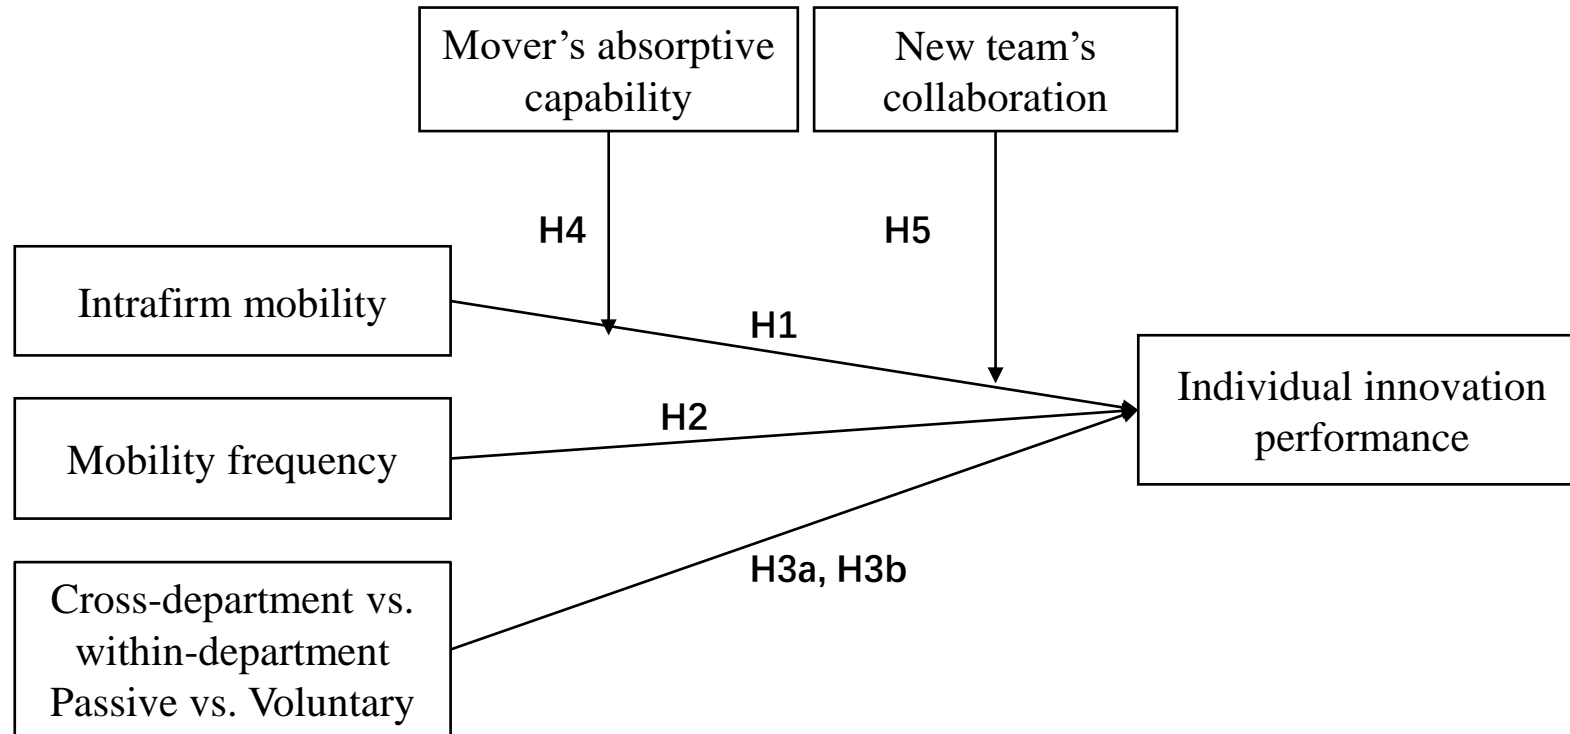 Mover’s absorptive
capability
New team’s
collaboration
H4
H5
Intrafirm mobility
H1
Individual innovation
performance
Mobility frequency
H2
Cross-department vs.
within-department
Passive vs. Voluntary
H3a, H3b